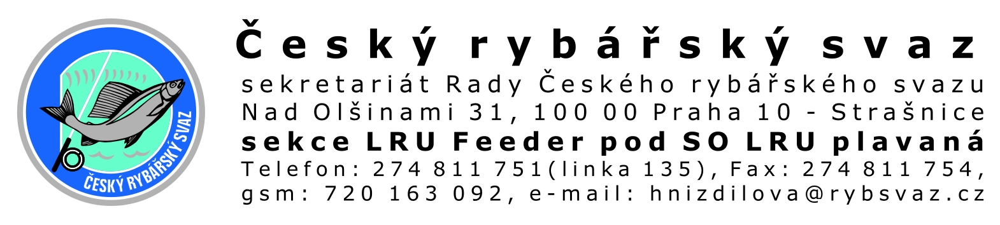 Český rybářský svaz
sekretariát Rady Českého rybářského svazu
Nad Olšinami 31, 100 00 Praha 10 - Strašnice
sekce LRU Feeder pod SO LRU plavaná
Telefon: 274 811 751(linka 135), Fax: 274 811 754,
gsm: 720 163 092, e-mail: hnizdilova@rybsvaz.cz
ČESKÝ RYBÁŘSKÝ SVAZ